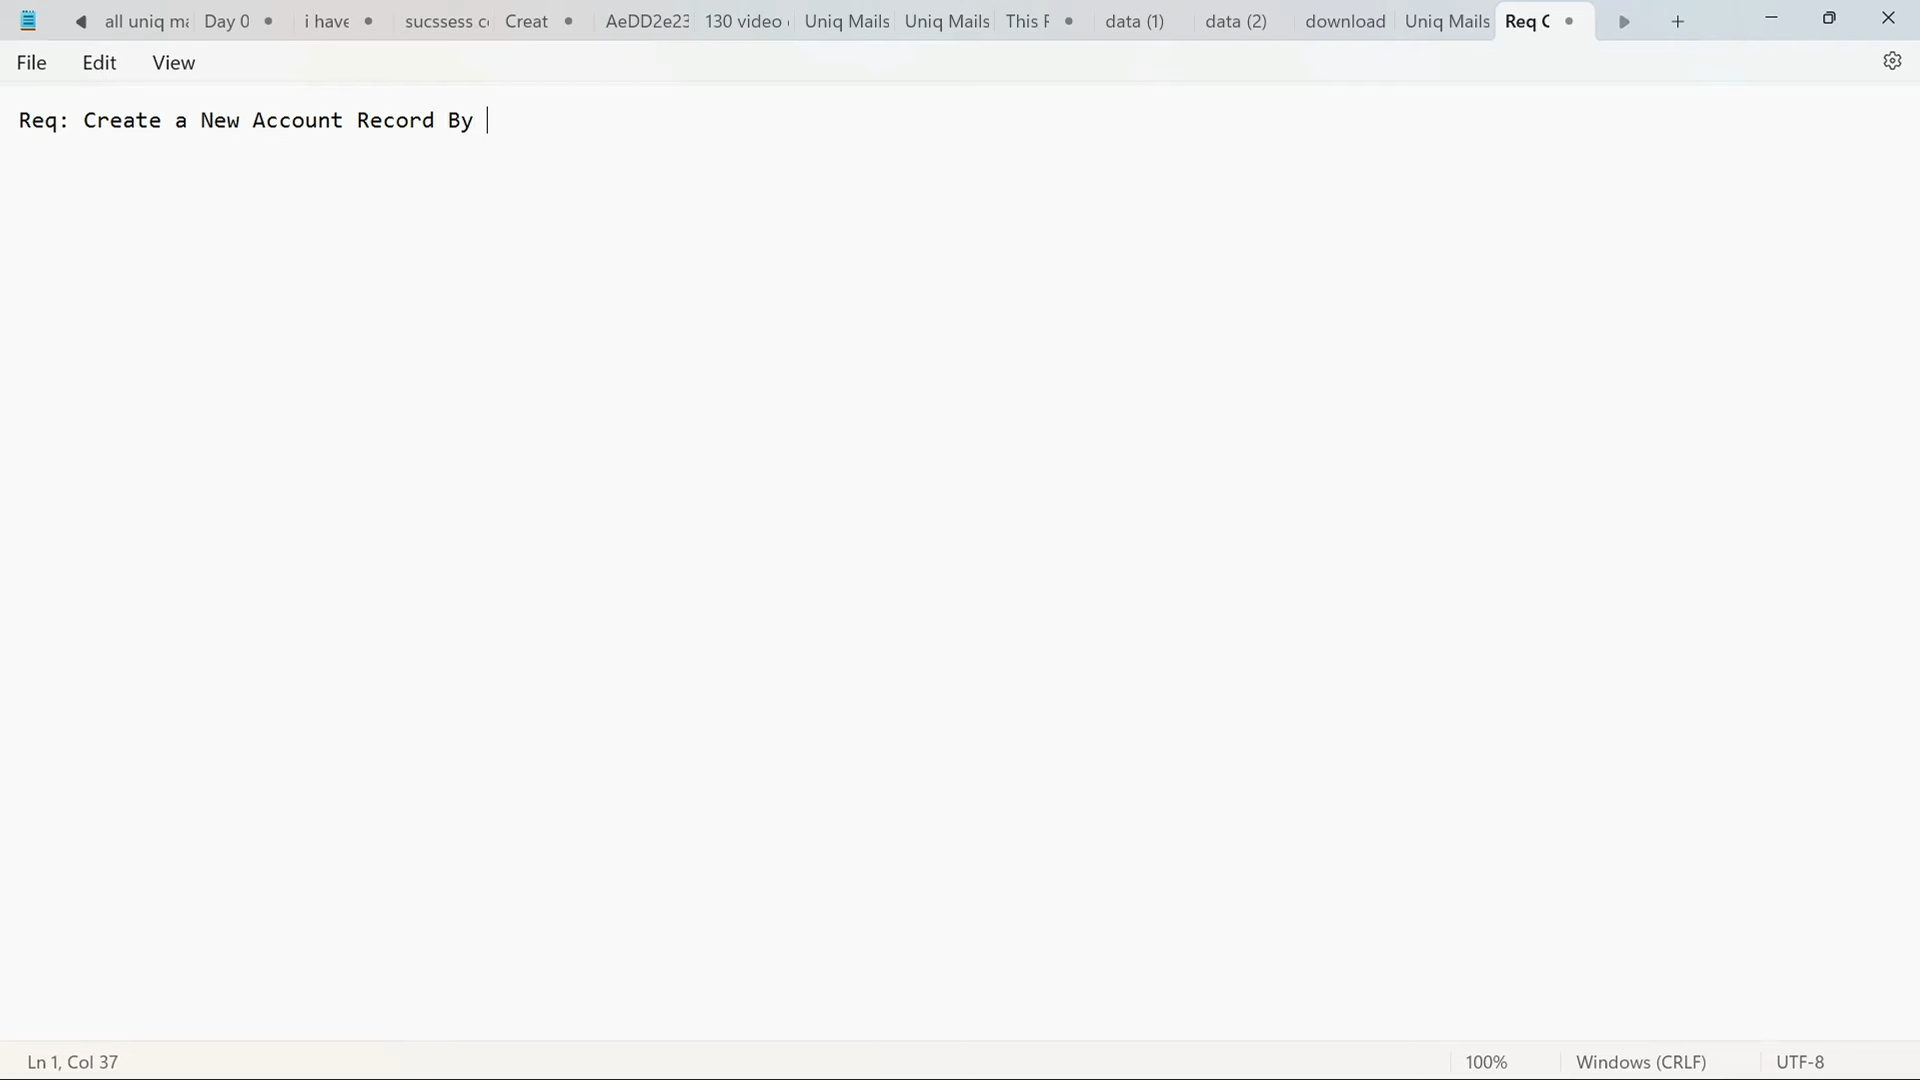 all uniq ma Day 0 i have sucssess c Creat AeDD2e23 130 video Uniq Mails Uniq Mails This F data (1) data (2) download Uniq Mails Req C
File Edit View
Req: Create a New Account Record By
Ln 1, Col 37 100% Windows (CRLF) UTF-8